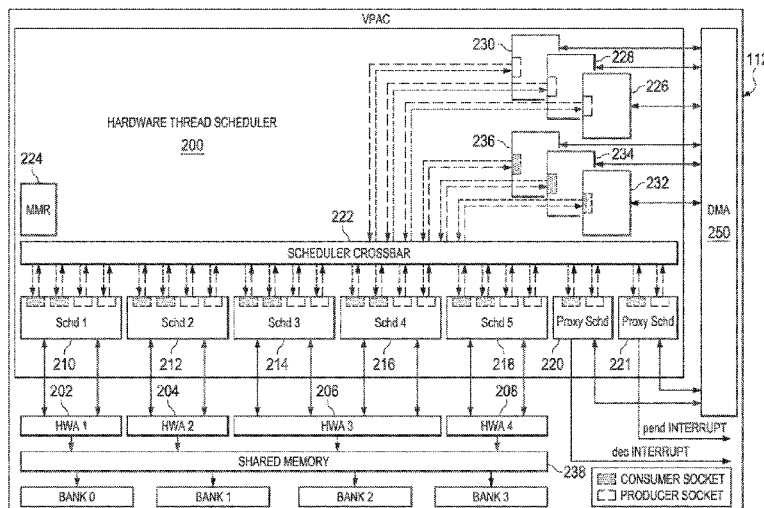 VPAC
230
228
226
112
HARDWARE THREAD SCHEDULER
200
236
234
232
224
MMR
DMA
250
222
SCHEDULER CROSSBAR
Schd 1
Schd 2
Schd 3
Schd 4
Schd 5
Proxy Schd
Proxy Schd
210
212
214
216
218
220
221
202
204
206
208
HWA 1
HWA 2
HWA 3
HWA 4
pend INTERRUPT
dec INTERRUPT
SHARED MEMORY
238
BANK 0
BANK 1
BANK 2
BANK 3
CONSUMER SOCKET
PRODUCER SOCKET